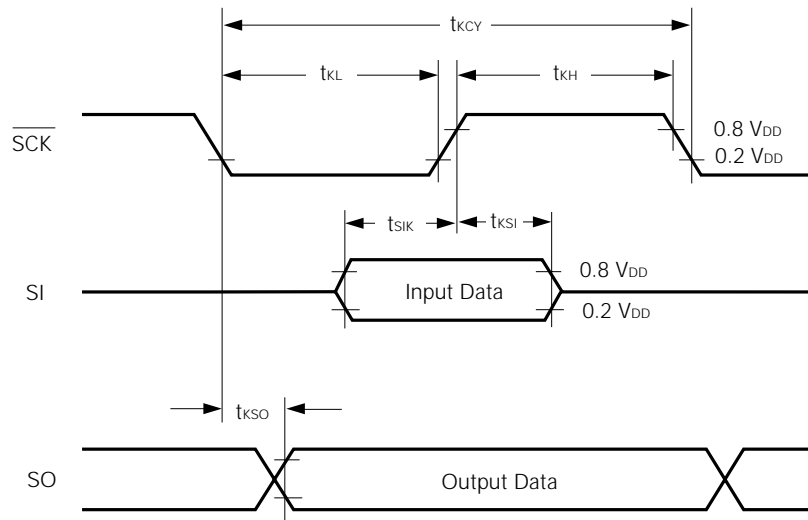 tKCY
tKL
tKH
SCK
0.8 VDD
0.2 VDD
tSIK
tKSI
SI
Input Data
0.8 VDD
0.2 VDD
tKSO
SO
Output Data